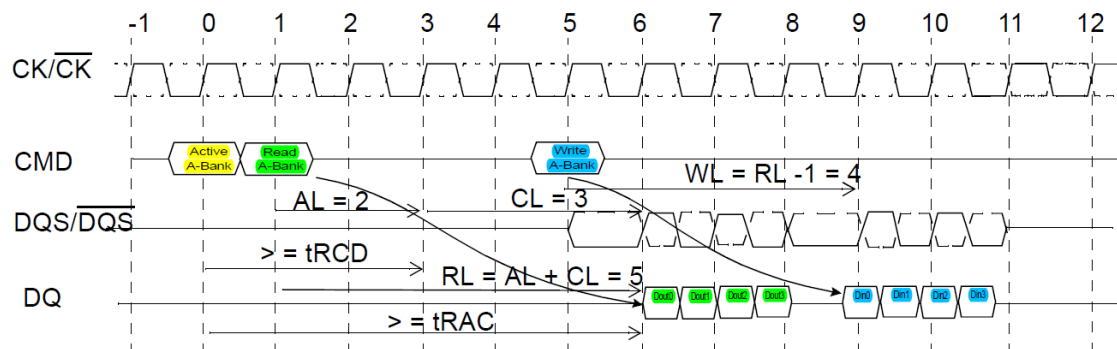 -1 0 1 2 3 4 5 6 7 8 9 10 11 12
CK/CK
CMD
Active
A-Bank
Read
A-Bank
Write
A-Bank
WL = RL -1 = 4
AL = 2
CL = 3
DQS/DQS
> = tRCD
RL = AL + CL = 5
DQ
Dout0 Dout1 Dout2 Dout3
Din0 Din1 Din2 Din3
> = tRAC